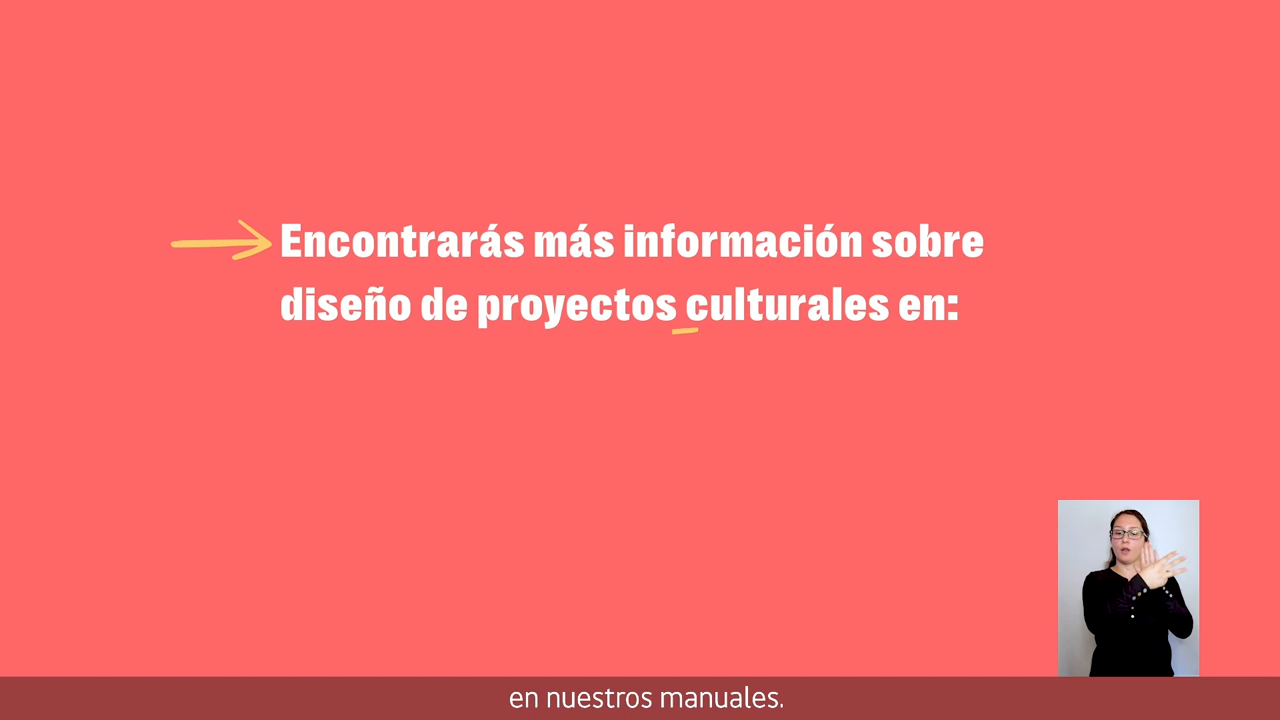 Encontrarás más información sobre
diseño de proyectos culturales en:
en nuestros manuales.